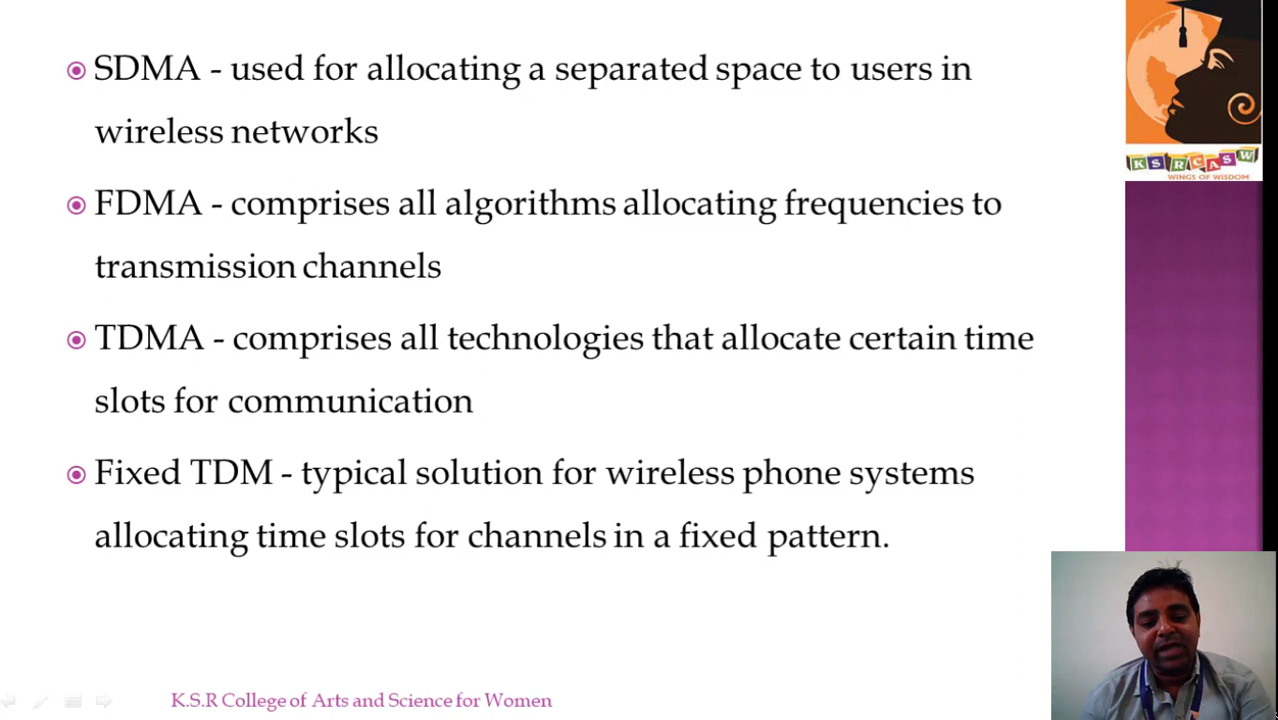 SDMA - used for allocating a separated space to users in
wireless networks
FDMA - comprises all algorithms allocating frequencies to
transmission channels
TDMA - comprises all technologies that allocate certain time
slots for communication
Fixed TDM - typical solution for wireless phone systems
allocating time slots for channels in a fixed pattern.
KSRCASW
WINGS OF WISDOM
K.S.R College of Arts and Science for Women